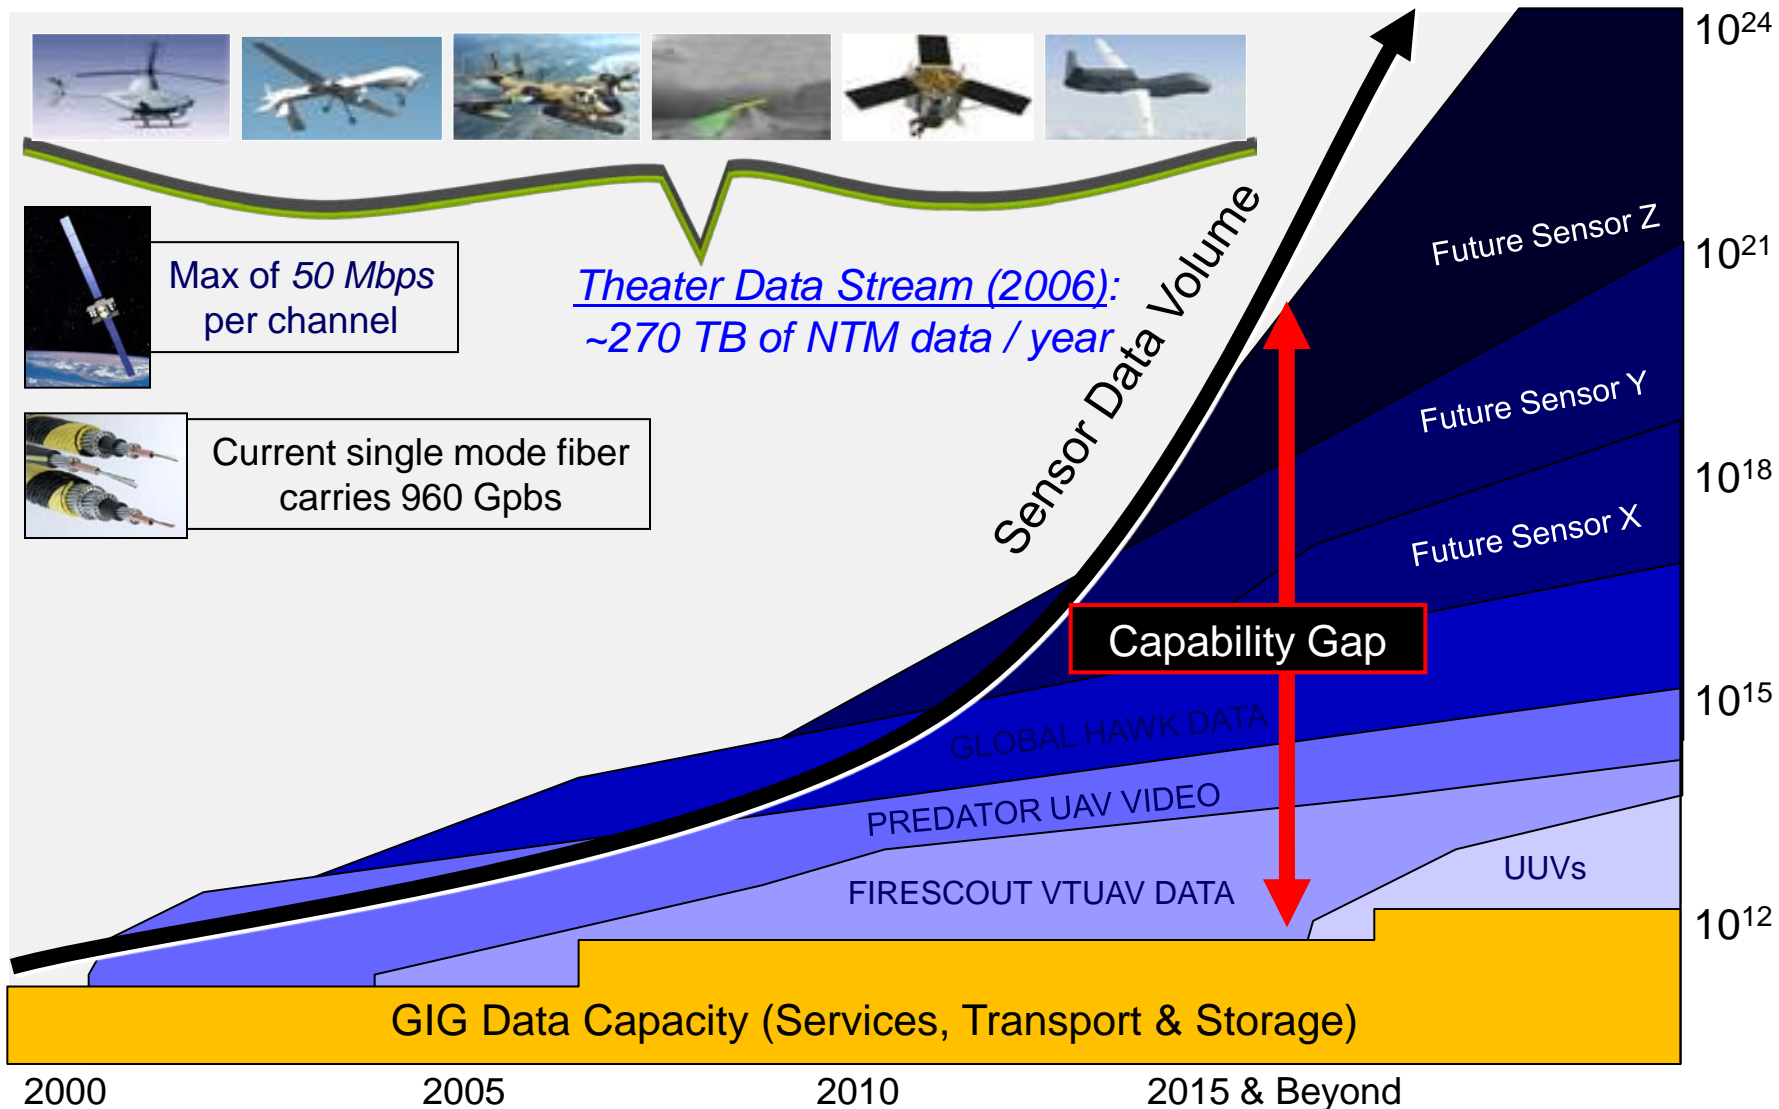 10²⁴
Future Sensor Z
10²¹
Max of 50 Mbps
per channel
Theater Data Stream (2006):
~270 TB of NTM data / year
Sensor Data Volume
Future Sensor Y
Current single mode fiber
carries 960 Gpbs
10¹⁸
Future Sensor X
Capability Gap
10¹⁵
GLOBAL HAWK DATA
PREDATOR UAV VIDEO
FIRESCOUT VTUAV DATA
UUVs
10¹²
GIG Data Capacity (Services, Transport & Storage)
2000
2005
2010
2015 & Beyond